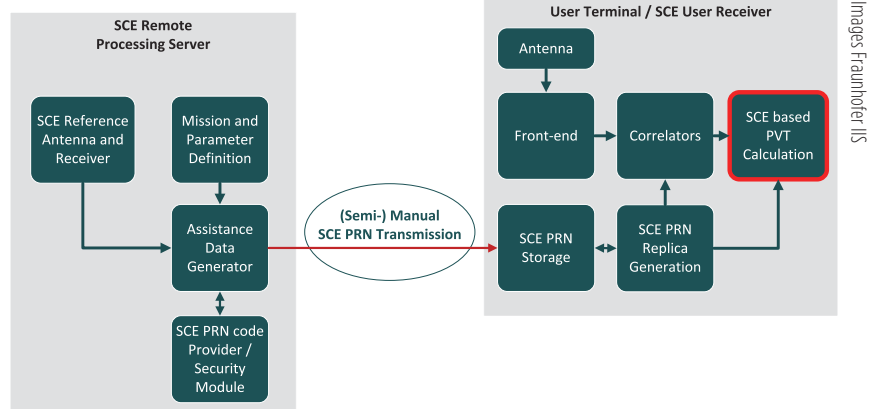 SCE Remote
Processing Server
SCE Reference
Antenna and
Receiver
Mission and
Parameter
Definition
Assistance
Data
Generator
SCE PRN code
Provider /
Security
Module
(Semi-) Manual
SCE PRN Transmission
User Terminal / SCE User Receiver
Antenna
Front-end
Correlators
SCE based
PVT
Calculation
SCE PRN
Storage
SCE PRN
Replica
Generation
Images Fraunhofer IIS